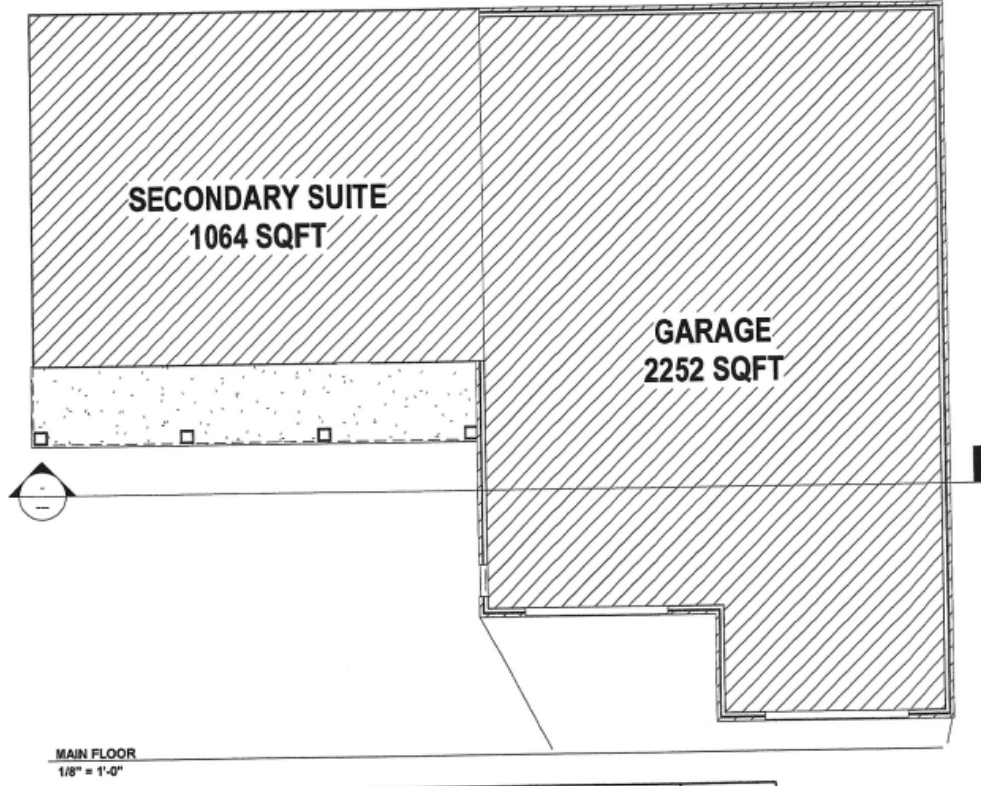 SECONDARY SUITE
1064 SQFT
GARAGE
2252 SQFT
MAIN FLOOR
1/8" = 1'-0"